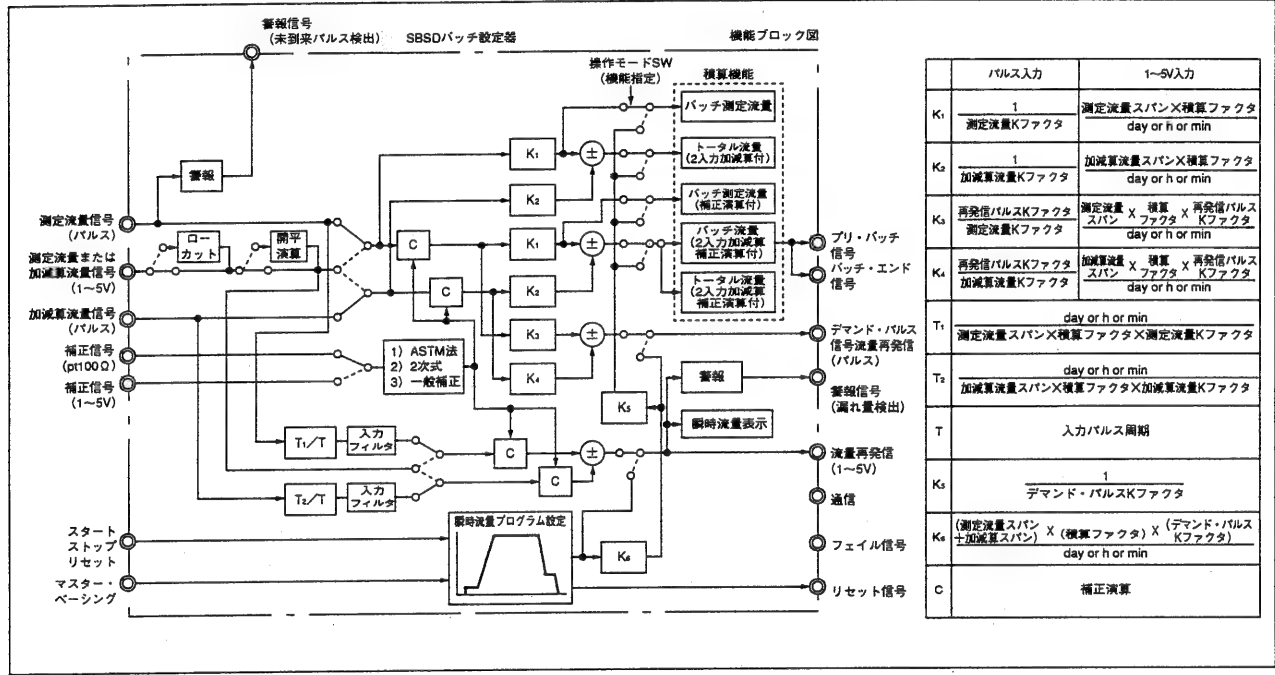 警報信号
(未到来パルス検出)
SBSDバッチ設定器
機能ブロック図
操作モードSW
(機能指定)
積算機能
バッチ測定流量
トータル流量
(2入力加減算付)
バッチ測定流量
(補正演算付)
バッチ流量
(2入力加減算
補正演算付)
トータル流量
(2入力加減算
補正演算付)
警報
K₁
±
K₂
測定流量信号
(パルス)
ロー
カット
開平
演算
測定流量または
加減算流量信号
(1〜5V)
C
K₁
±
C
K₂
加減算流量信号
(パルス)
補正信号
(pt100Ω)
補正信号
(1〜5V)
1) ASTM法
2) 2次式
3) 一般補正
K₃
±
K₄
プリ・バッチ
信号
バッチ・エンド
信号
デマンド・パルス
信号流量再発信
(パルス)
警報
警報信号
(漏れ量検出)
K₅
瞬時流量表示
T₁/T
入力
フィルタ
C
±
流量再発信
(1〜5V)
T₂/T
入力
フィルタ
C
通信
瞬時流量プログラム設定
スタート
ストップ
リセット
K₆
フェイル信号
マスター・
ベーシング
リセット信号
パルス入力 1〜5V入力
K₁
1
測定流量Kファクタ
測定流量スパン×積算ファクタ
day or h or min
K₂
1
加減算流量Kファクタ
加減算流量スパン×積算ファクタ
day or h or min
K₃
再発信パルスKファクタ
測定流量Kファクタ
測定流量スパン × 積算ファクタ × 再発信パルスKファクタ
day or h or min
K₄
再発信パルスKファクタ
加減算流量Kファクタ
加減算流量スパン × 積算ファクタ × 再発信パルスKファクタ
day or h or min
T₁
day or h or min
測定流量スパン×積算ファクタ×測定流量Kファクタ
T₂
day or h or min
加減算流量スパン×積算ファクタ×加減算流量Kファクタ
T 入力パルス周期
K₅
1
デマンド・パルスKファクタ
K₆
(測定流量スパン+加減算スパン) × (積算ファクタ) × (デマンド・パルスKファクタ)
day or h or min
C 補正演算